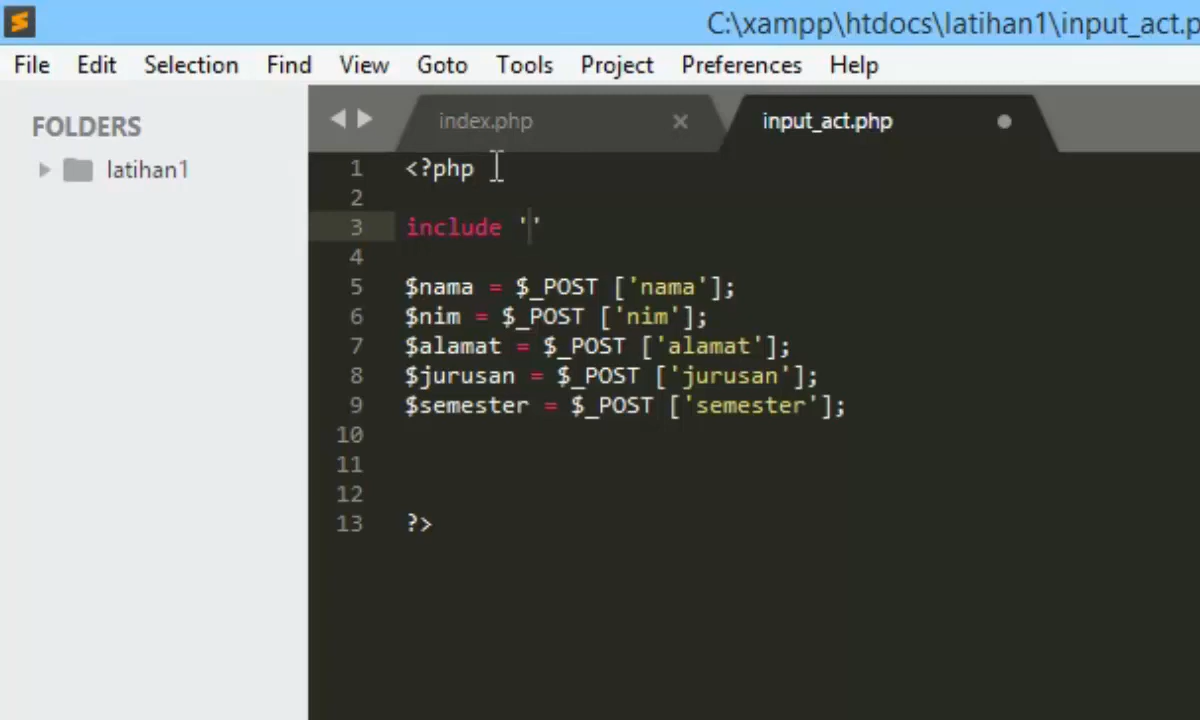 C:\xampp\htdocs\latihan1\input_act.p
File Edit Selection Find View Goto Tools Project Preferences Help
FOLDERS
latihan1
index.php input_act.php
1 <?php
2
3 include ''
4
5 $nama = $_POST ['nama'];
6 $nim = $_POST ['nim'];
7 $alamat = $_POST ['alamat'];
8 $jurusan = $_POST ['jurusan'];
9 $semester = $_POST ['semester'];
10
11
12
13 ?>